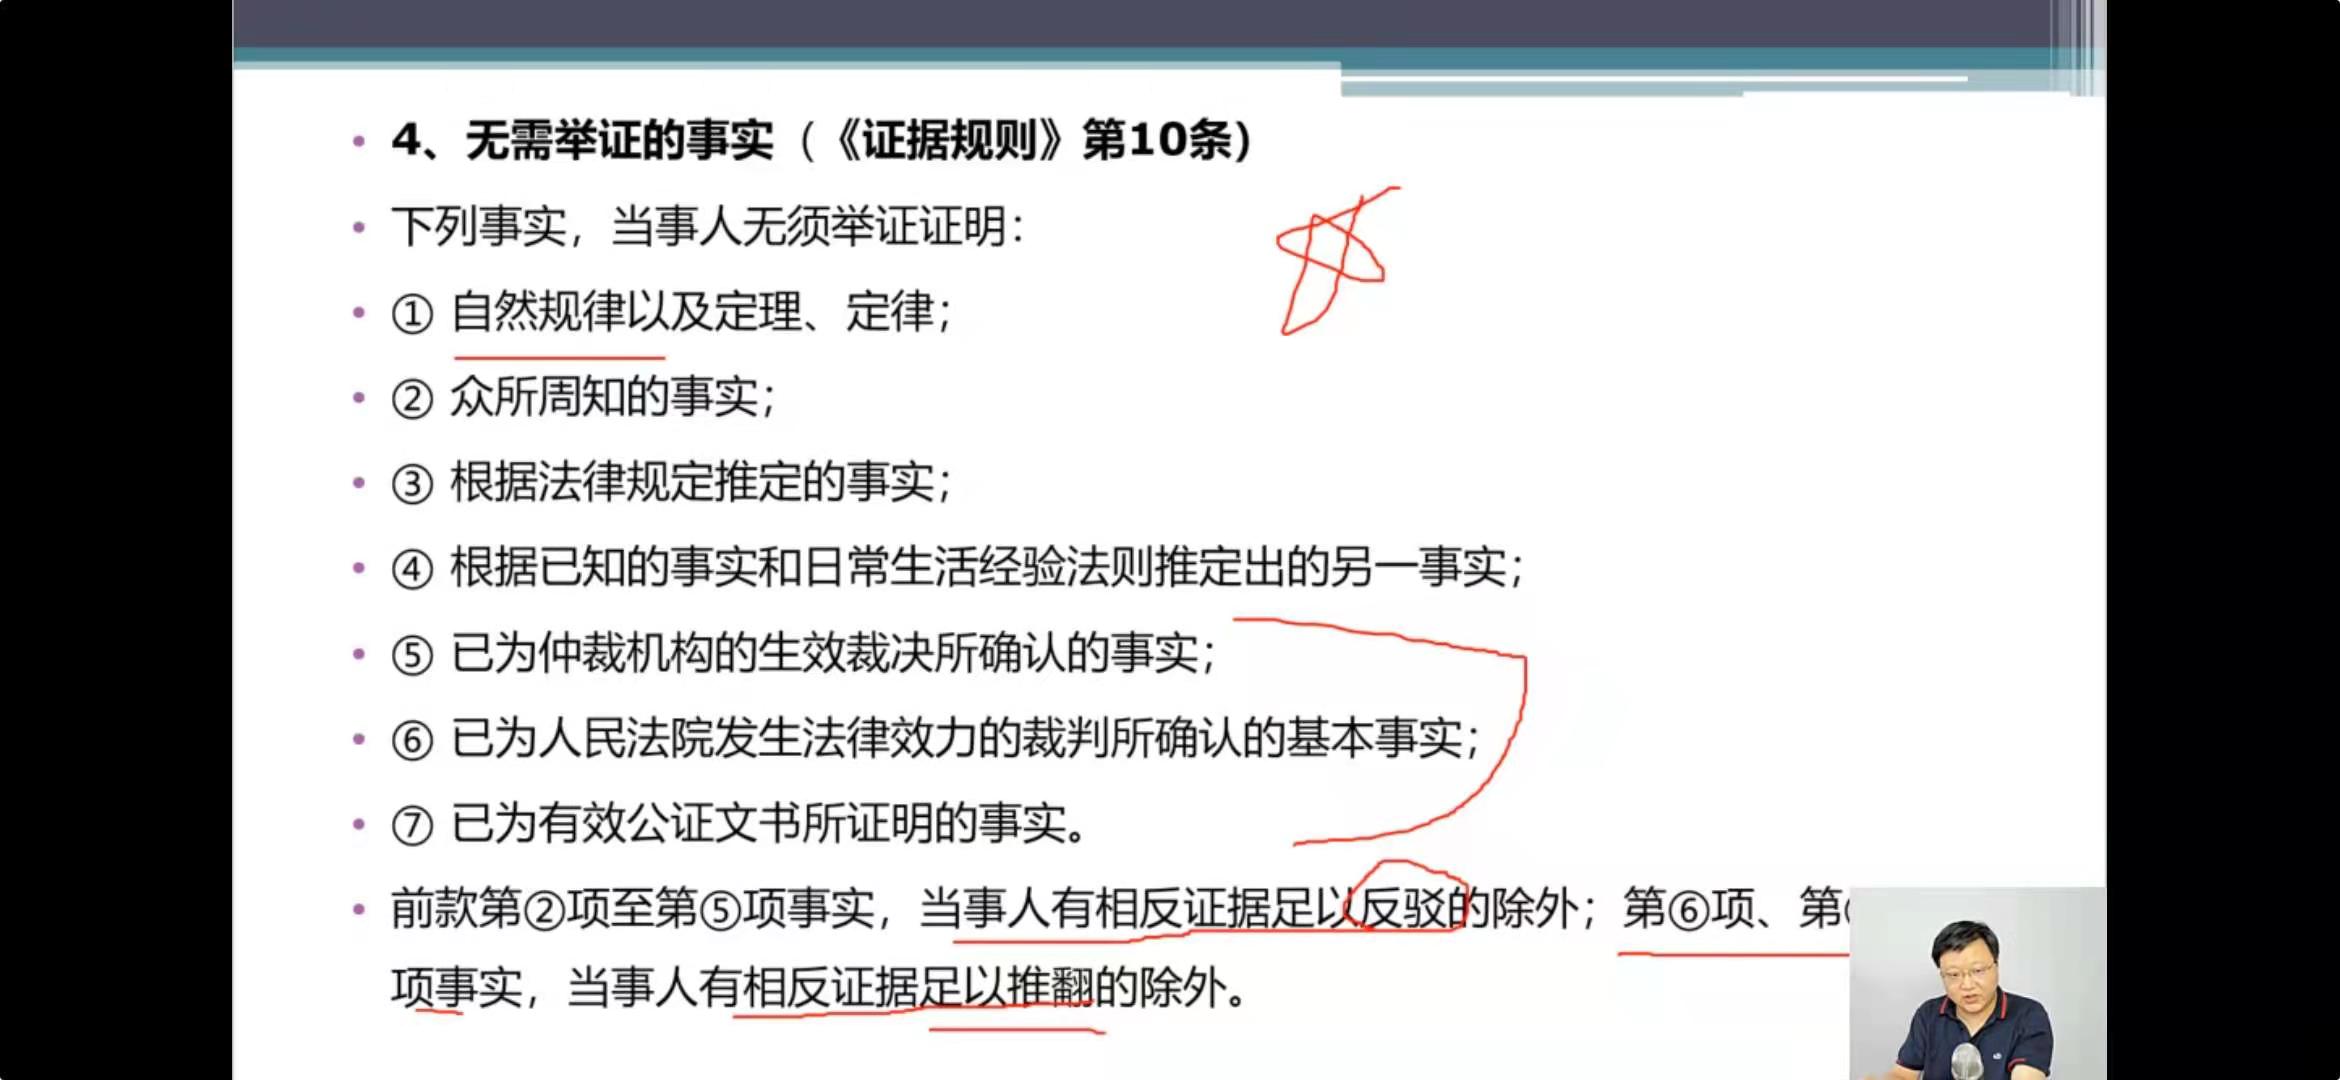 4、无需举证的事实（《证据规则》第10条）
下列事实，当事人无须举证证明：
① 自然规律以及定理、定律；
② 众所周知的事实；
③ 根据法律规定推定的事实；
④ 根据已知的事实和日常生活经验法则推定出的另一事实；
⑤ 已为仲裁机构的生效裁决所确认的事实；
⑥ 已为人民法院发生法律效力的裁判所确认的基本事实；
⑦ 已为有效公证文书所证明的事实。
前款第②项至第⑤项事实，当事人有相反证据足以反驳的除外；第⑥项、第
项事实，当事人有相反证据足以推翻的除外。